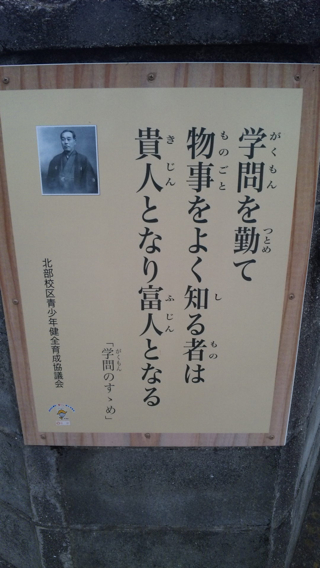 学問を勤て
物事をよく知る者は
貴人となり富人となる
「学問のすゝめ」
北部校区青少年健全育成協議会